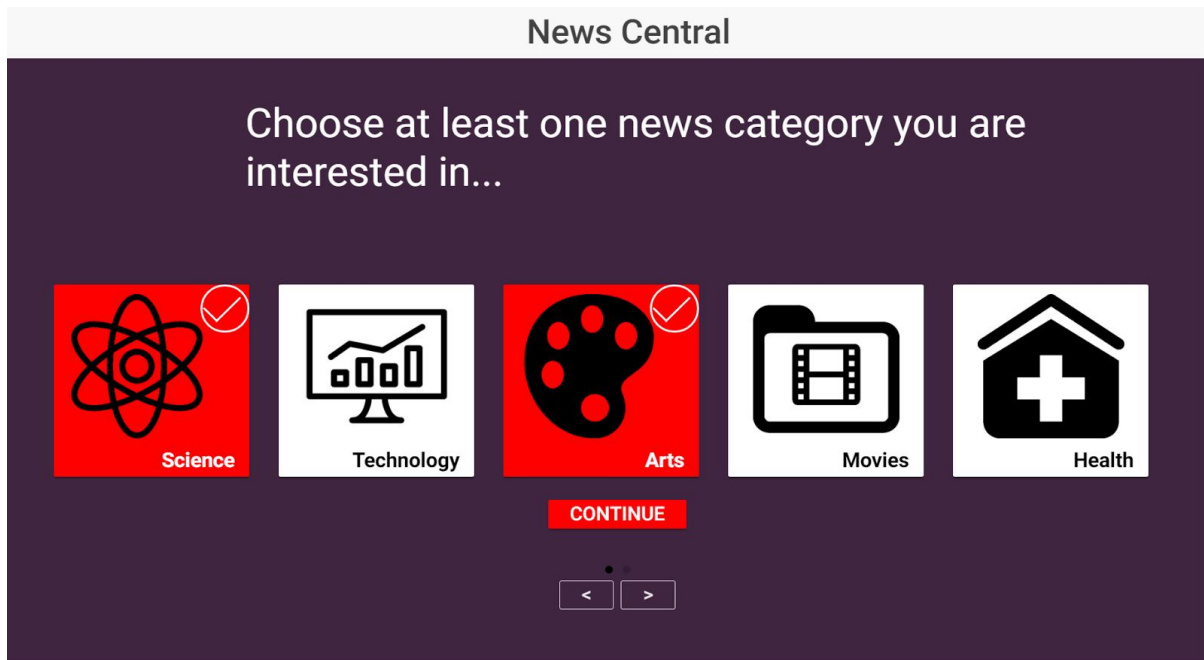 News Central
Choose at least one news category you are
interested in...
Science
Technology
Arts
Movies
Health
CONTINUE
< >